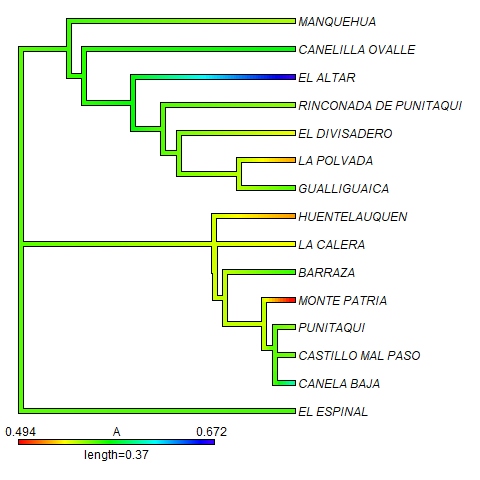 MANQUEHUA
CANELILLA OVALLE
EL ALTAR
RINCONADA DE PUNITAQUI
EL DIVISADERO
LA POLVADA
GUALLIGUAICA
HUENTELAUQUEN
LA CALERA
BARRAZA
MONTE PATRIA
PUNITAQUI
CASTILLO MAL PASO
CANELA BAJA
EL ESPINAL
0.494 A 0.672
length=0.37